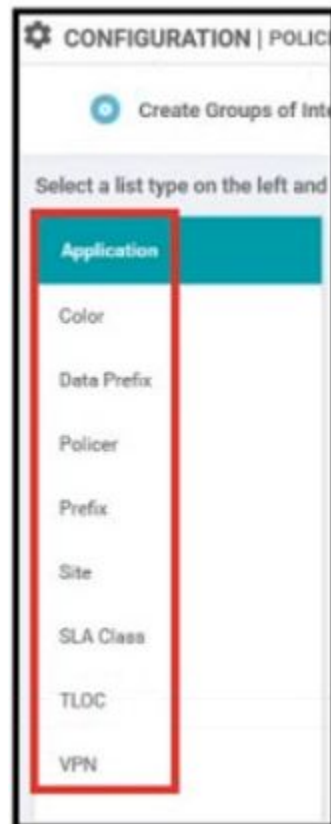 CONFIGURATION | POLIC
Create Groups of Int
Select a list type on the left and
Application
Color
Data Prefix
Policer
Prefix
Site
SLA Class
TLOC
VPN